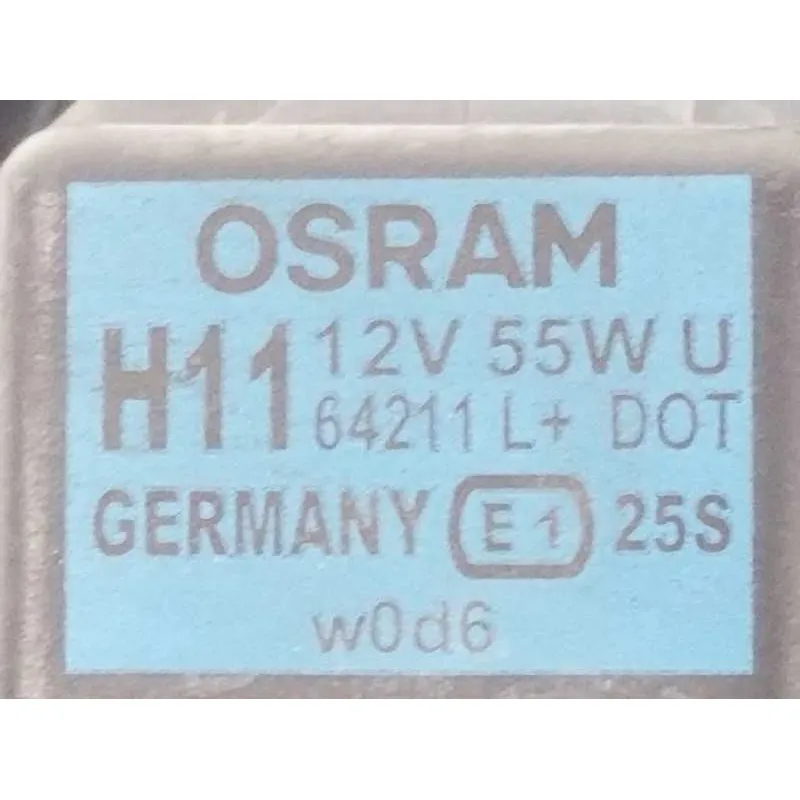 OSRAM
H11 12V 55W U
64211 L+ DOT
GERMANY E1 25S
w0d6